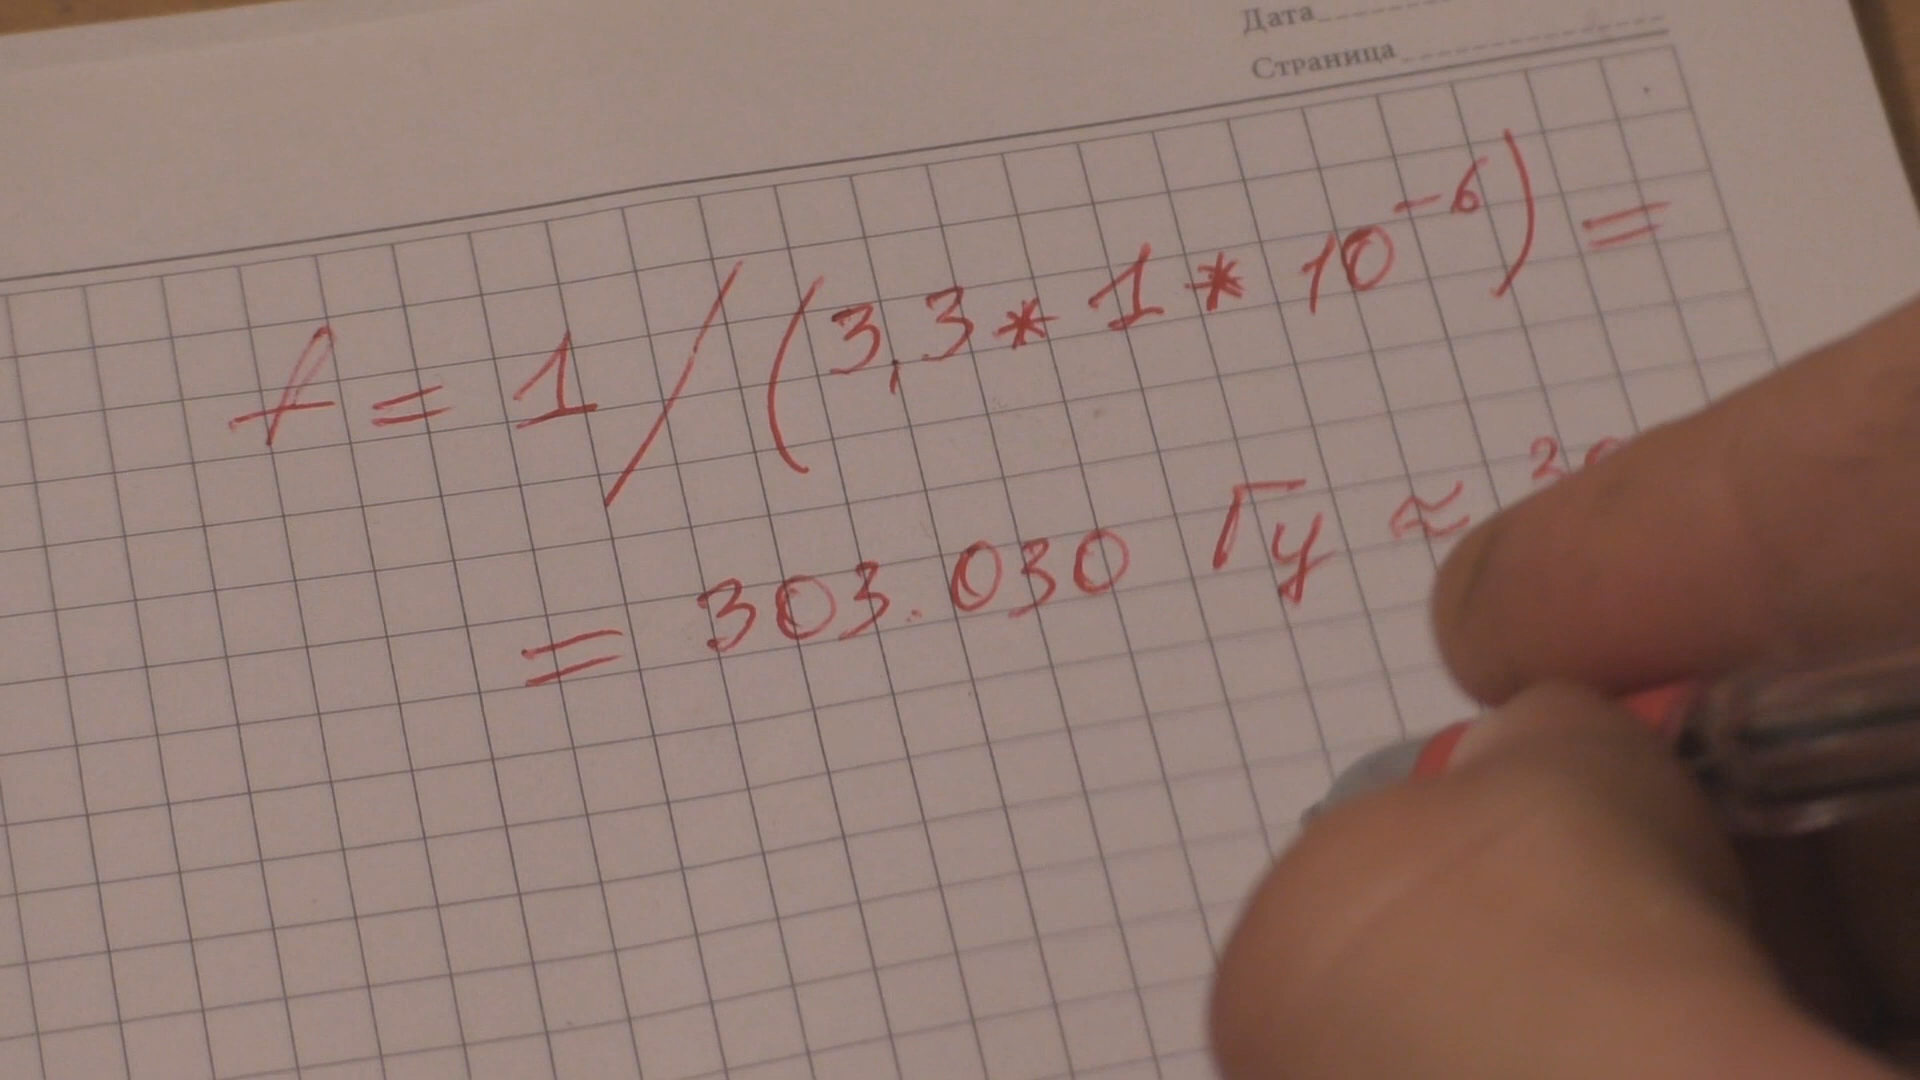 Дата
Страница
f = 1 / (3,3 * 1 * 10⁻⁶) =
= 303.030 Гц ≈